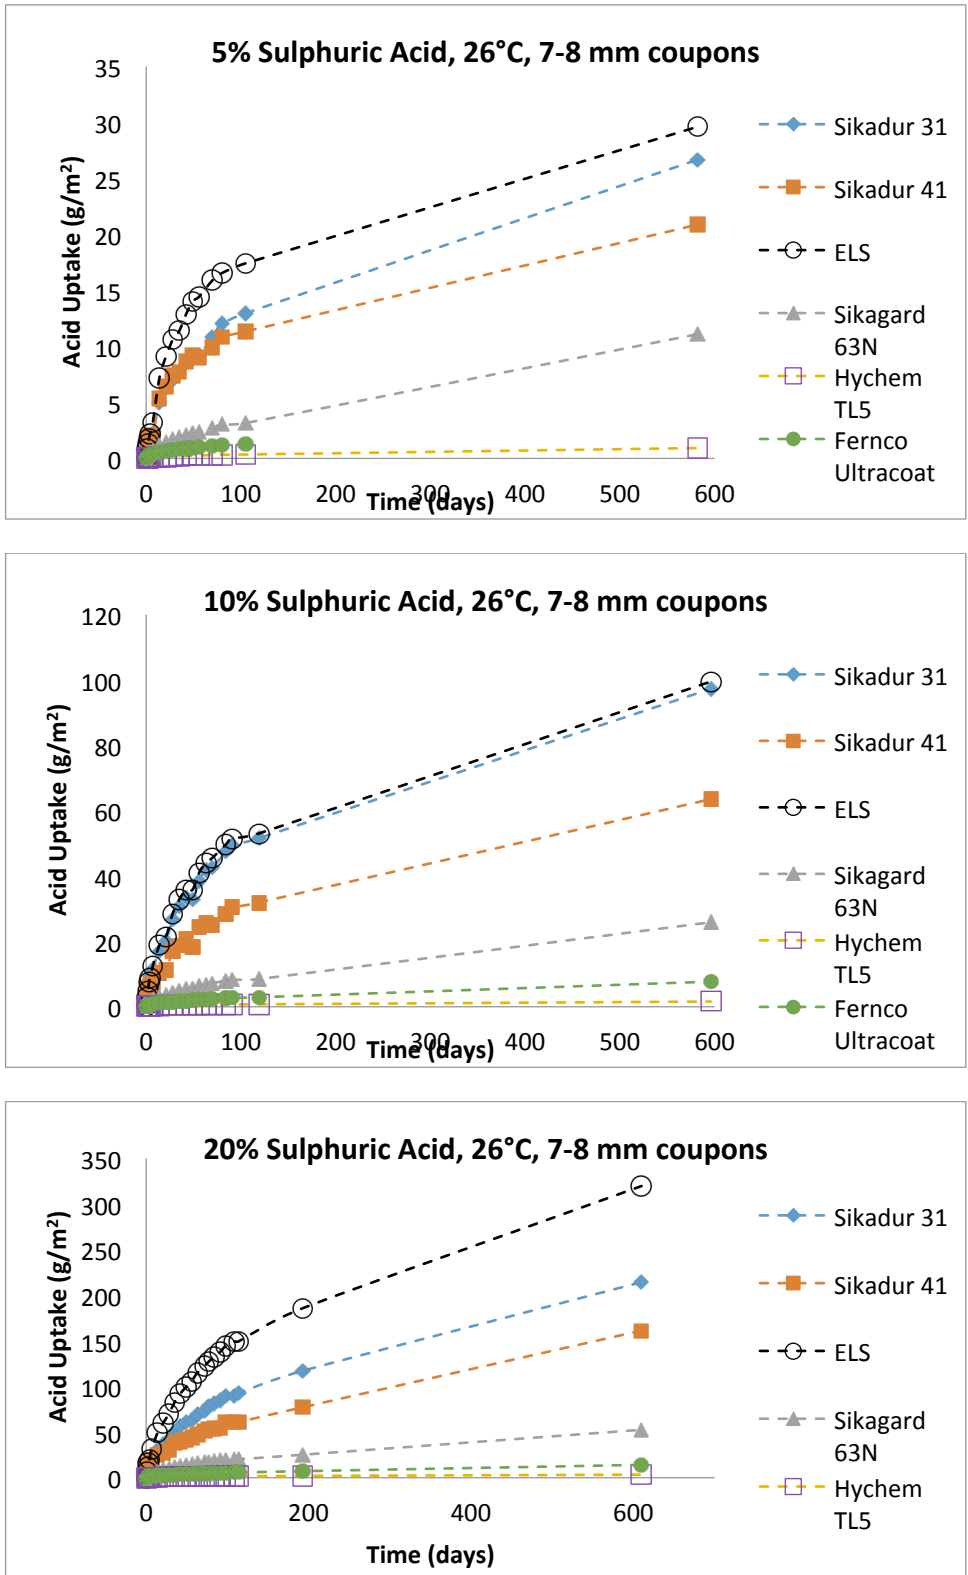 5% Sulphuric Acid, 26°C, 7-8 mm coupons
35
30
25
20
15
10
5
0
Acid Uptake (g/m²)
0 100 200 300 400 500 600
Time (days)
Sikadur 31
Sikadur 41
ELS
Sikagard
63N
Hychem
TL5
Fernco
Ultracoat
10% Sulphuric Acid, 26°C, 7-8 mm coupons
120
100
80
60
40
20
0
Acid Uptake (g/m²)
0 100 200 300 400 500 600
Time (days)
Sikadur 31
Sikadur 41
ELS
Sikagard
63N
Hychem
TL5
Fernco
Ultracoat
20% Sulphuric Acid, 26°C, 7-8 mm coupons
350
300
250
200
150
100
50
0
Acid Uptake (g/m²)
0 200 400 600
Time (days)
Sikadur 31
Sikadur 41
ELS
Sikagard
63N
Hychem
TL5